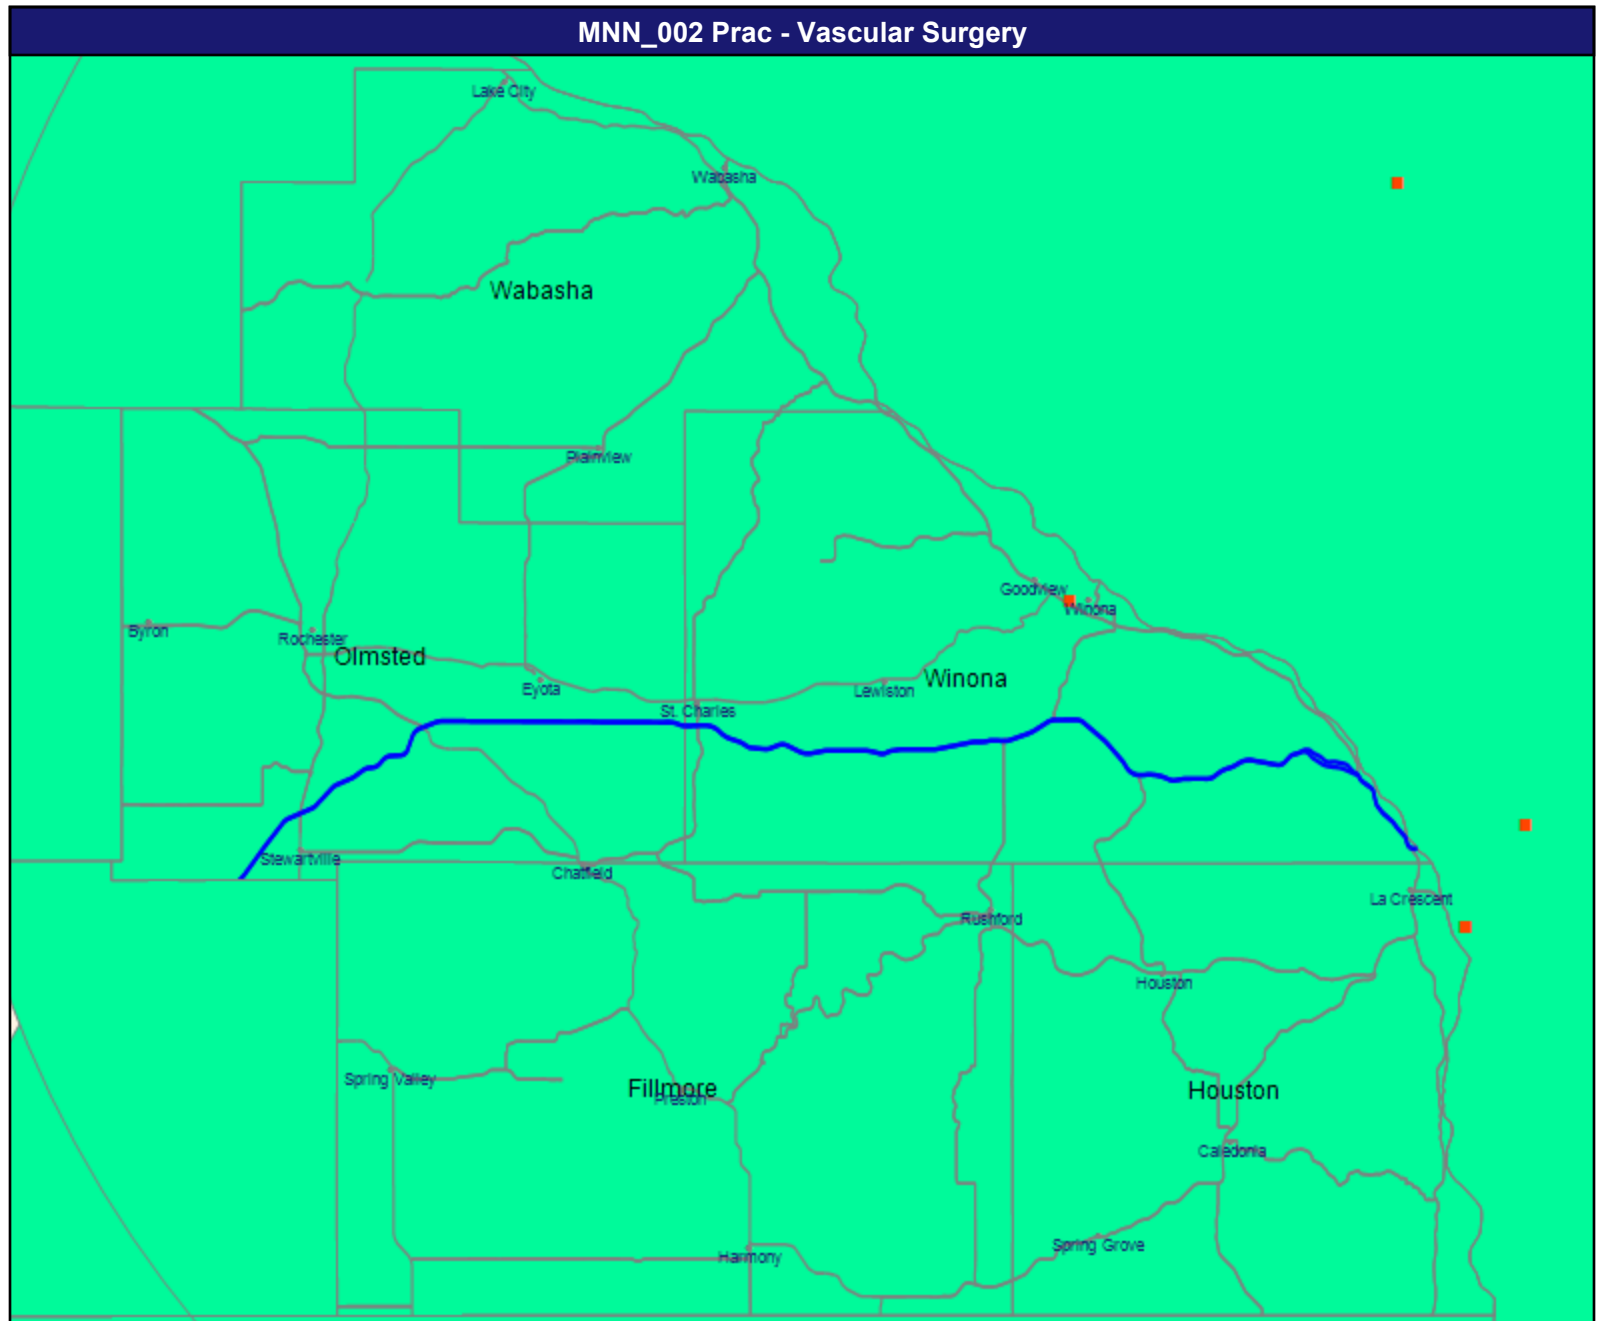 MNN_002 Prac - Vascular Surgery
Lake City
Wabasha
Wabasha
Plainview
Goodview
Winona
Byron
Rochester
Olmsted
Eyota
Lewiston
Winona
St. Charles
Stewartville
Chatfield
La Crescent
Rushford
Houston
Spring Valley
Fillmore
Preston
Houston
Caledonia
Harmony
Spring Grove